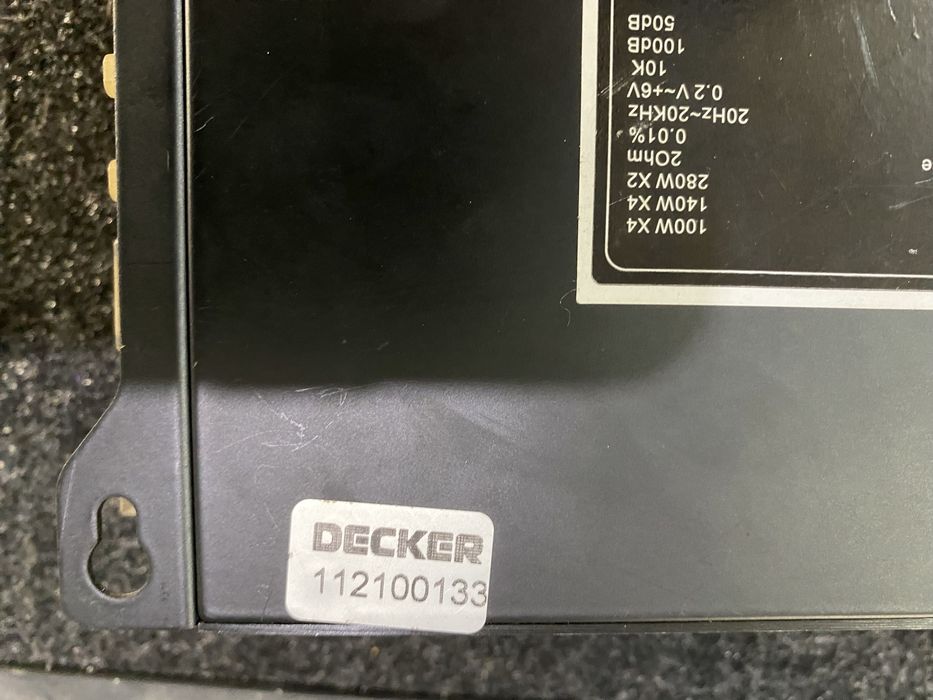 100W X4
140W X4
280W X2
2Ohm
0.01%
20Hz~20KHz
0.2V~+6V
10K
100dB
50dB
e
DECKER
112100133